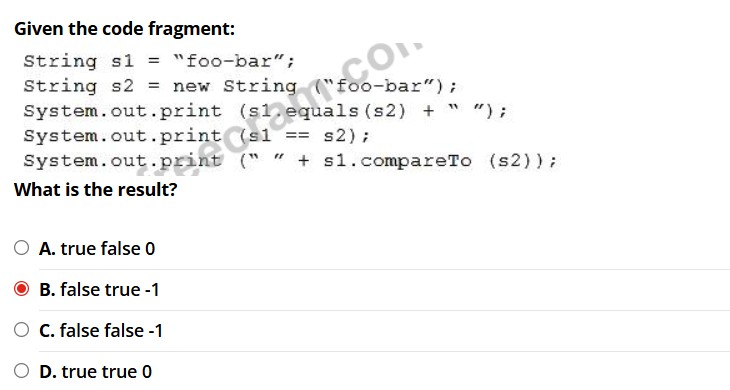 Given the code fragment:
String s1 = "foo-bar";
String s2 = new String ("foo-bar");
System.out.print (s1.equals(s2) + " ");
System.out.print (s1 == s2);
System.out.print (" " + s1.compareTo (s2));
What is the result?
A. true false 0
B. false true -1
C. false false -1
D. true true 0